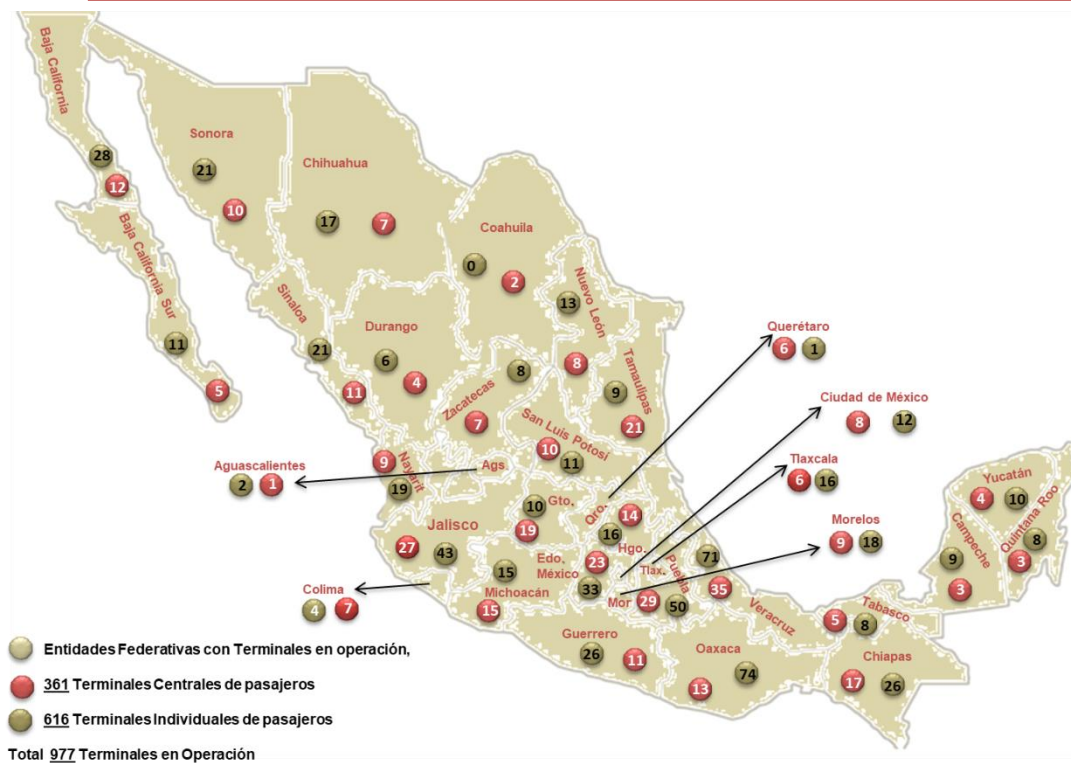 Baja California
28
12
Sonora
21
10
Chihuahua
17
7
Coahuila
0
2
Baja California Sur
11
5
Sinaloa
21
11
Durango
6
4
Nuevo León
13
8
Zacatecas
8
7
Tamaulipas
9
21
San Luis Potosí
10
11
Querétaro
6 1
Ciudad de México
8 12
Tlaxcala
6 16
Morelos
9 18
Aguascalientes
2 1
Ags.
Nayarit
9
19
Jalisco
27 43
Gto.
10
19
Qro.
14
16
Hgo.
Edo.
México
23
33
Tlax.
Mor
Puebla
29 50
71
35
Veracruz
Colima
4 7
15
Michoacán
15
Guerrero
26 11
Oaxaca
74
13
Tabasco
5 8
Chiapas
17 26
Campeche
9
3
Yucatán
4 10
Quintana Roo
8
3
Entidades Federativas con Terminales en operación,
361 Terminales Centrales de pasajeros
616 Terminales Individuales de pasajeros
Total 977 Terminales en Operación